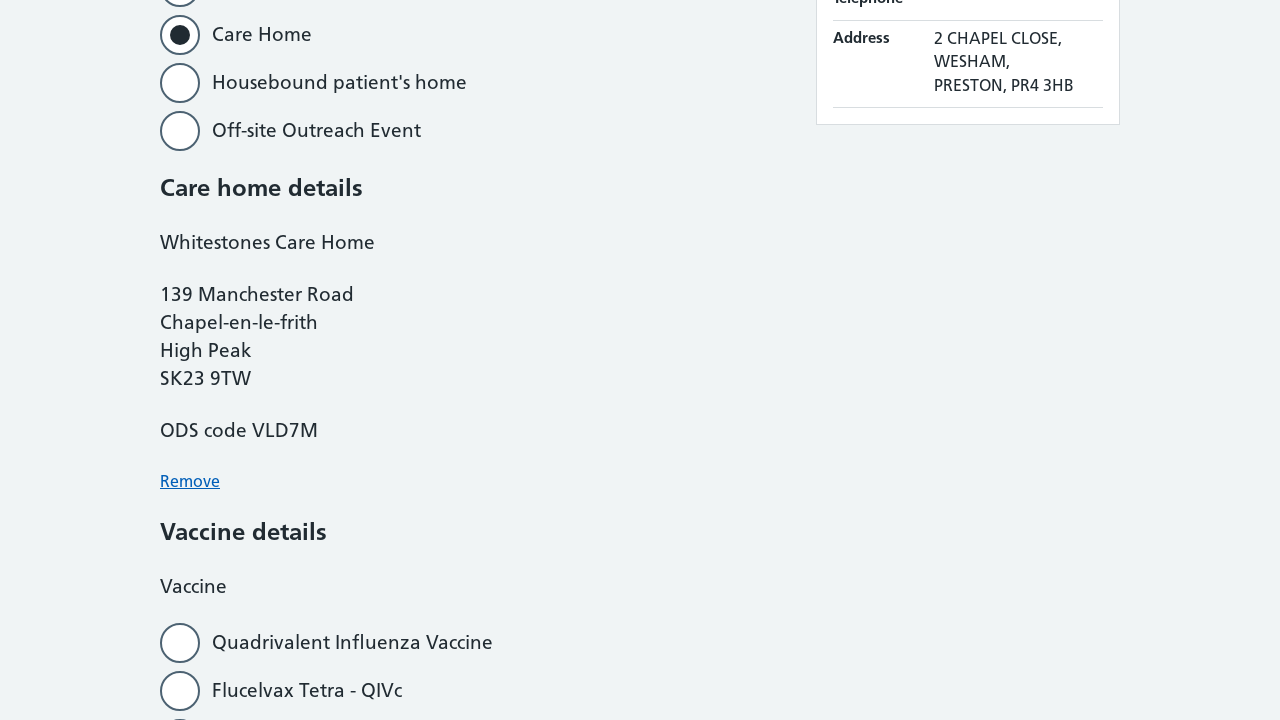 Care Home
Housebound patient's home
Off-site Outreach Event
Care home details
Whitestones Care Home
139 Manchester Road
Chapel-en-le-frith
High Peak
SK23 9TW
ODS code VLD7M
Remove
Vaccine details
Vaccine
Quadrivalent Influenza Vaccine
Flucelvax Tetra - QIVc
Telephone
Address
2 CHAPEL CLOSE,
WESHAM,
PRESTON, PR4 3HB